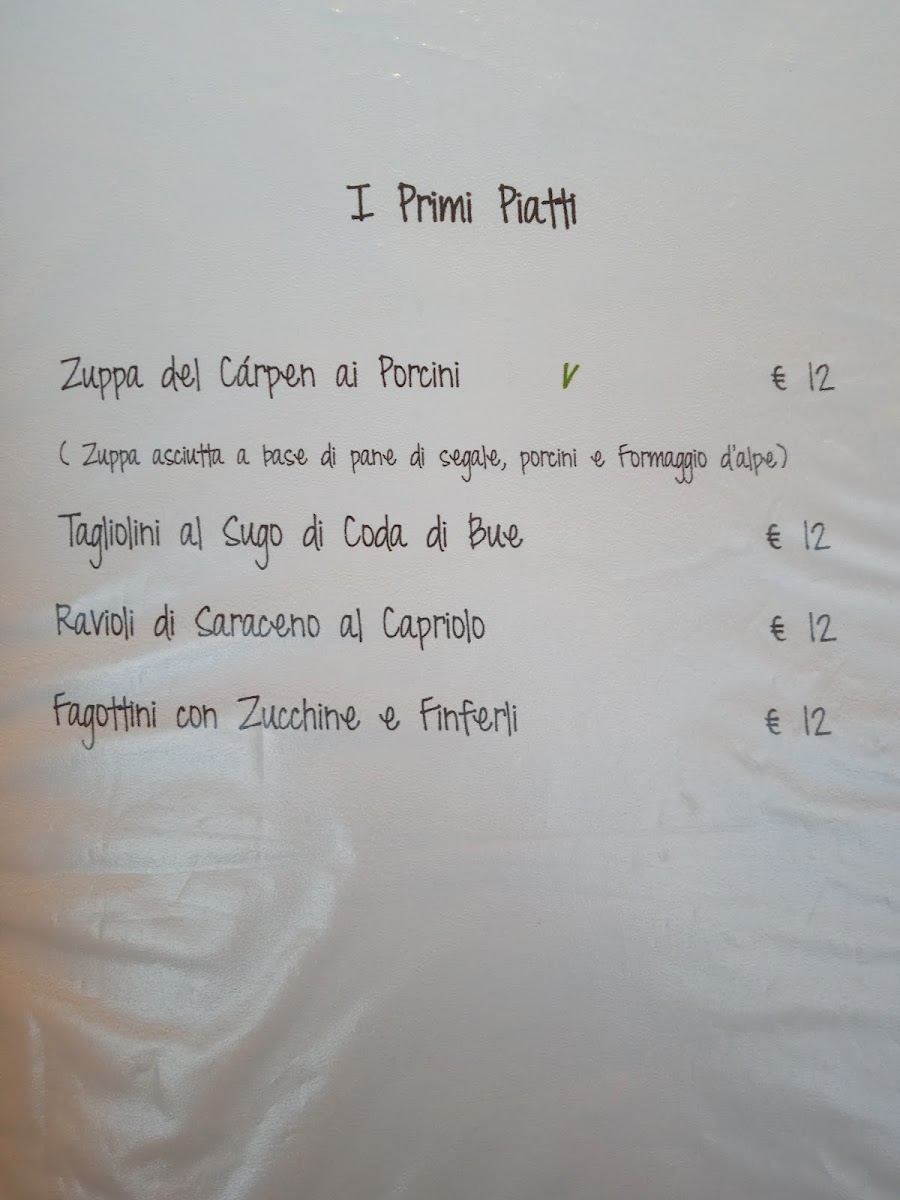 I Primi Piatti
Zuppa del Cárpen ai Porcini V € 12
( Zuppa asciutta a base di pane di segale, porcini e Formaggio d'alpe)
Tagliolini al Sugo di Coda di Bue € 12
Ravioli di Saraceno al Capriolo € 12
Fagottini con Zucchine e Finferli € 12